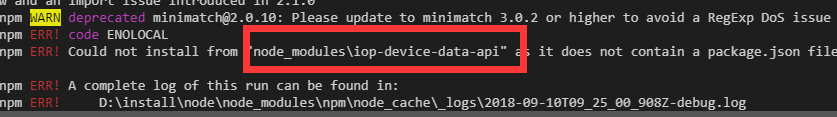 w and an import issue introduced in 2.1.0
npm WARN deprecated minimatch@2.0.10: Please update to minimatch 3.0.2 or higher to avoid a RegExp DoS issue
npm ERR! code ENOLOCAL
npm ERR! Could not install from "node_modules\iop-device-data-api" as it does not contain a package.json file
npm ERR! A complete log of this run can be found in:
npm ERR!     D:\install\node\node_modules\npm\node_cache\_logs\2018-09-10T09_25_00_908Z-debug.log